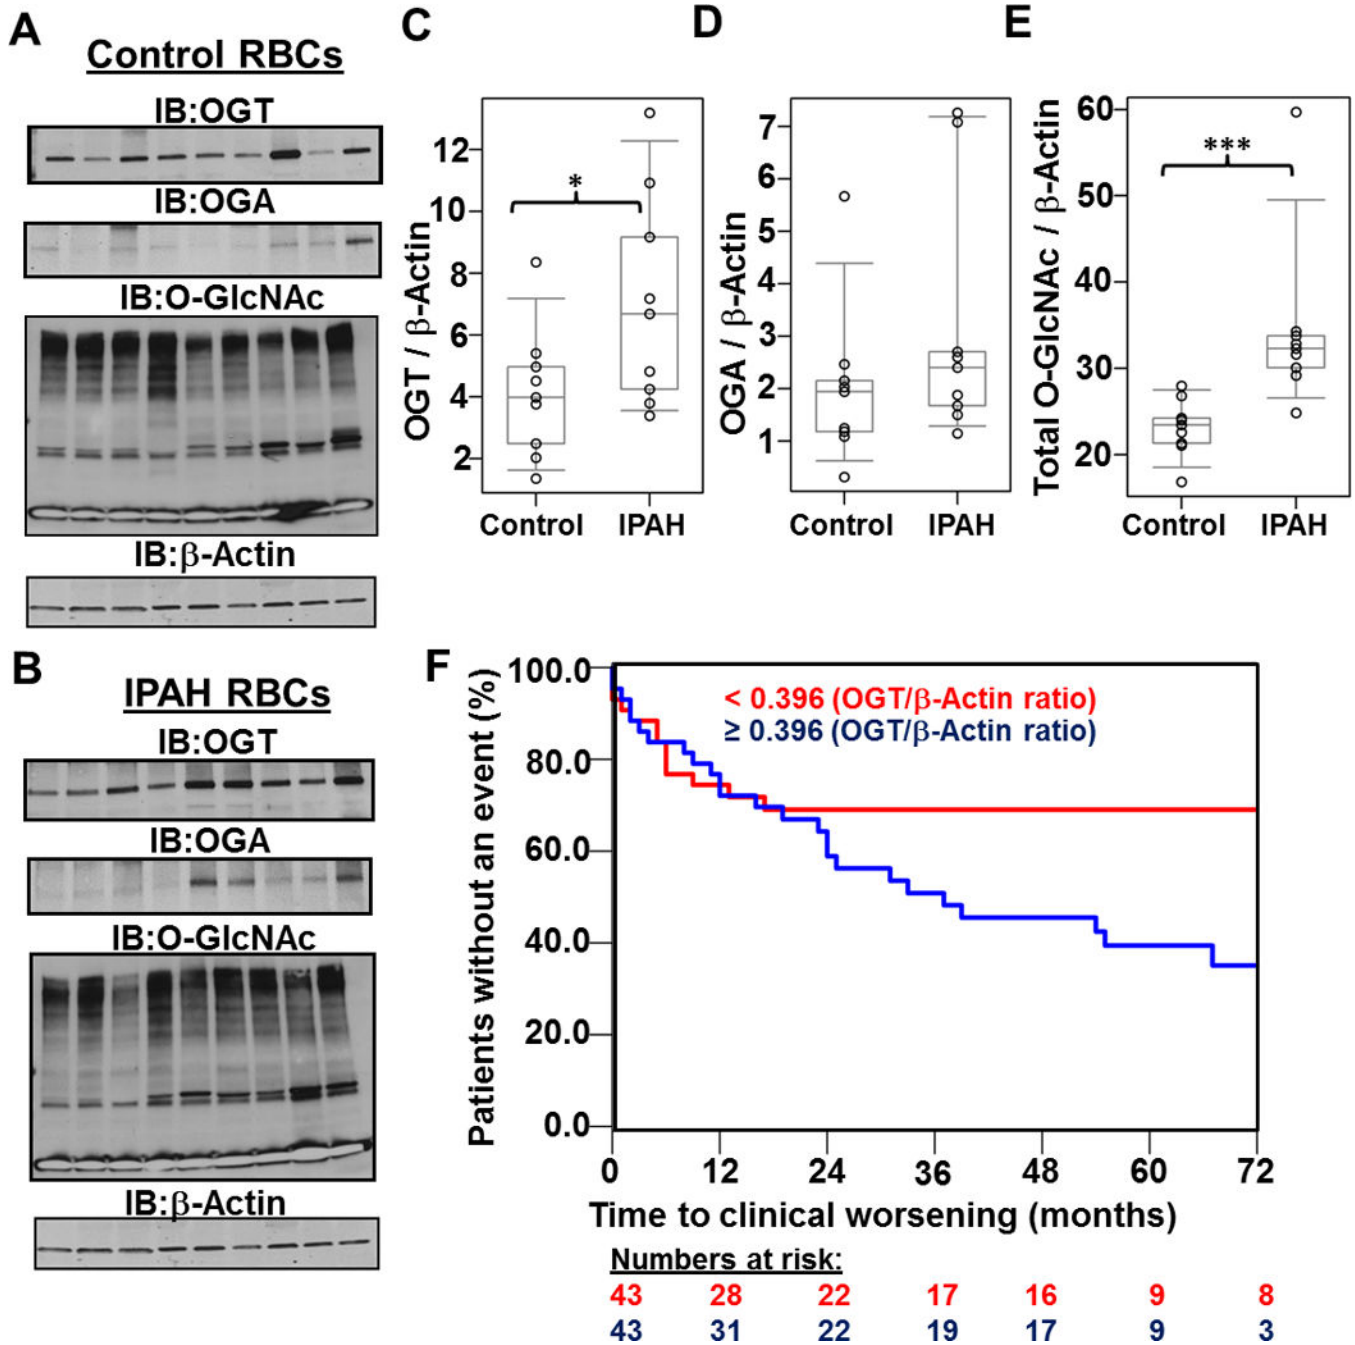 A
Control RBCs
IB:OGT
IB:OGA
IB:O-GlcNAc
IB:β-Actin
B
IPAH RBCs
IB:OGT
IB:OGA
IB:O-GlcNAc
IB:β-Actin
C
OGT / β-Actin
12
10
8
6
4
2
*
Control IPAH
D
OGA / β-Actin
7
6
5
4
3
2
1
Control IPAH
E
Total O-GlcNAc / β-Actin
60
50
40
30
20
***
Control IPAH
F
Patients without an event (%)
100.0
80.0
60.0
40.0
20.0
0.0
< 0.396 (OGT/β-Actin ratio)
≥ 0.396 (OGT/β-Actin ratio)
0 12 24 36 48 60 72
Time to clinical worsening (months)
Numbers at risk:
43 28 22 17 16 9 8
43 31 22 19 17 9 3